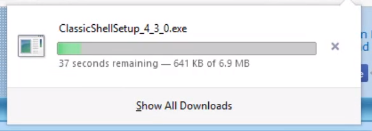 ClassicShellSetup_4_3_0.exe
37 seconds remaining — 641 KB of 6.9 MB
Show All Downloads